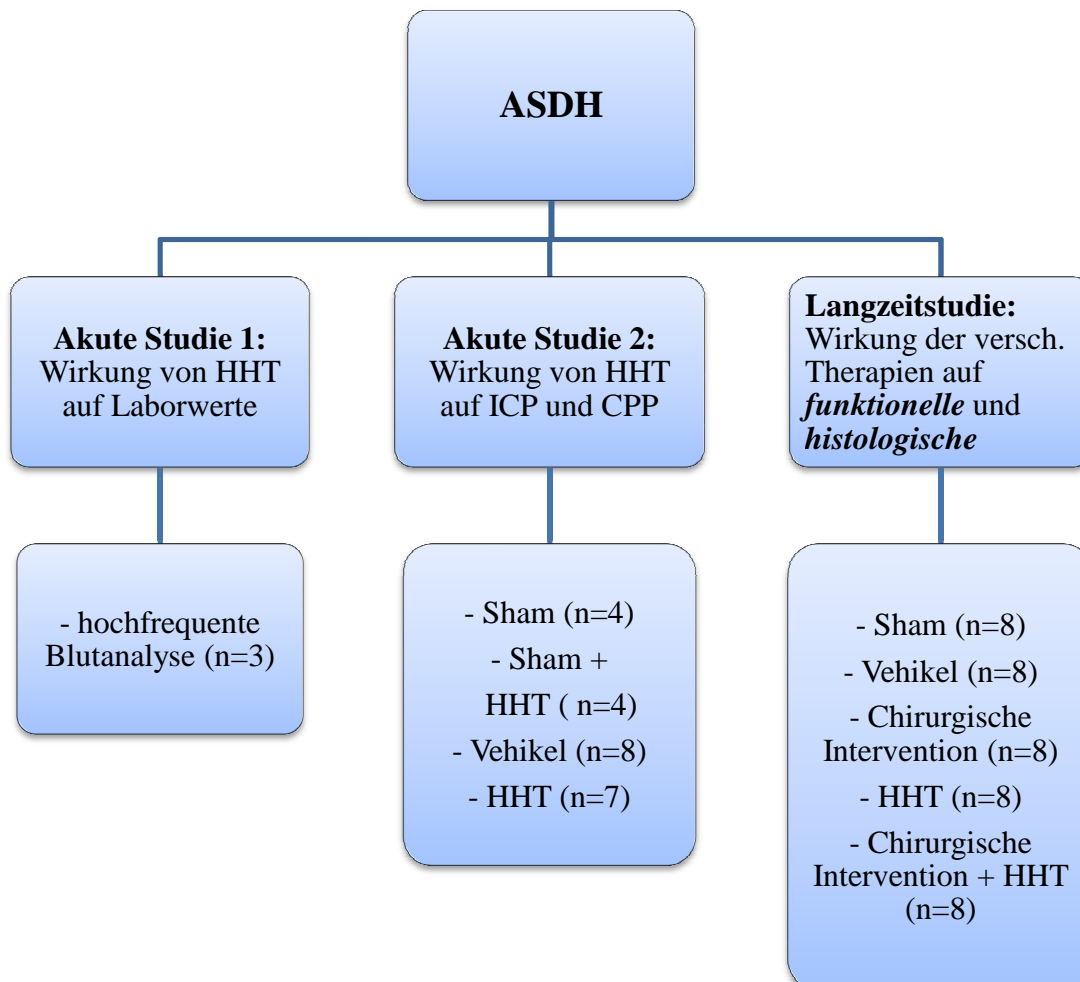 ASDH
Akute Studie 1:
Wirkung von HHT
auf Laborwerte
Akute Studie 2:
Wirkung von HHT
auf ICP und CPP
Langzeitstudie:
Wirkung der versch.
Therapien auf
funktionelle und
histologische
- hochfrequente
Blutanalyse (n=3)
- Sham (n=4)
- Sham +
HHT ( n=4)
- Vehikel (n=8)
- HHT (n=7)
- Sham (n=8)
- Vehikel (n=8)
- Chirurgische
Intervention (n=8)
- HHT (n=8)
- Chirurgische
Intervention + HHT
(n=8)